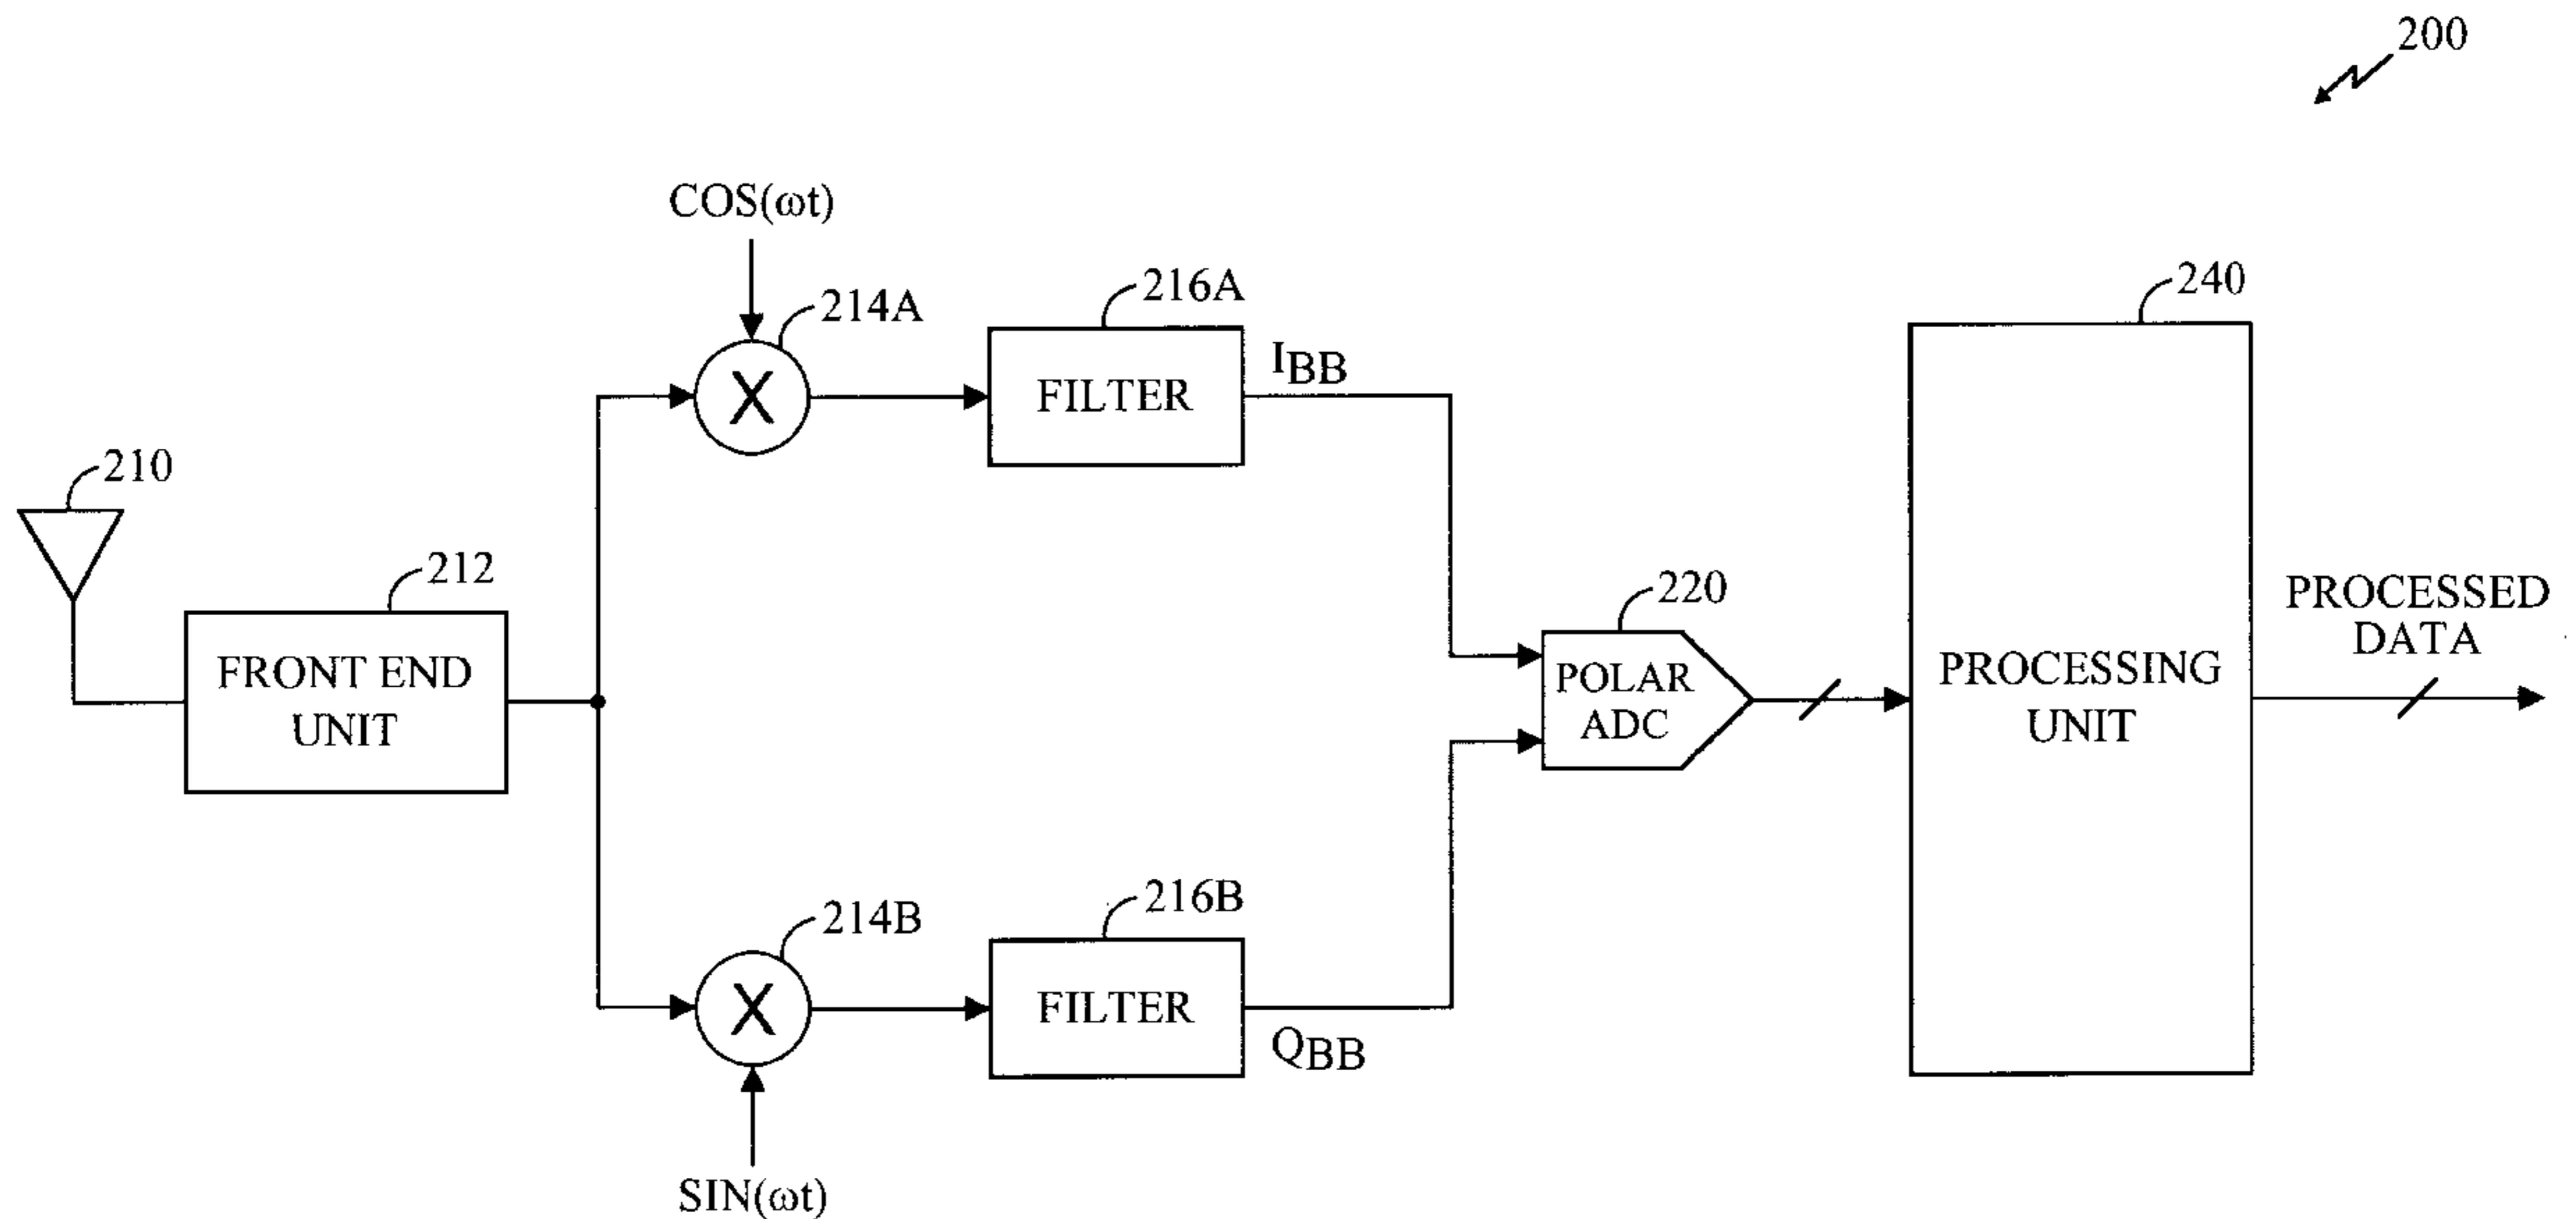 200
COS(ωt)
214A
216A
FILTER
IBB
240
210
212
FRONT END
UNIT
220
POLAR
ADC
PROCESSING
UNIT
PROCESSED
DATA
214B
216B
FILTER
QBB
SIN(ωt)
X
X